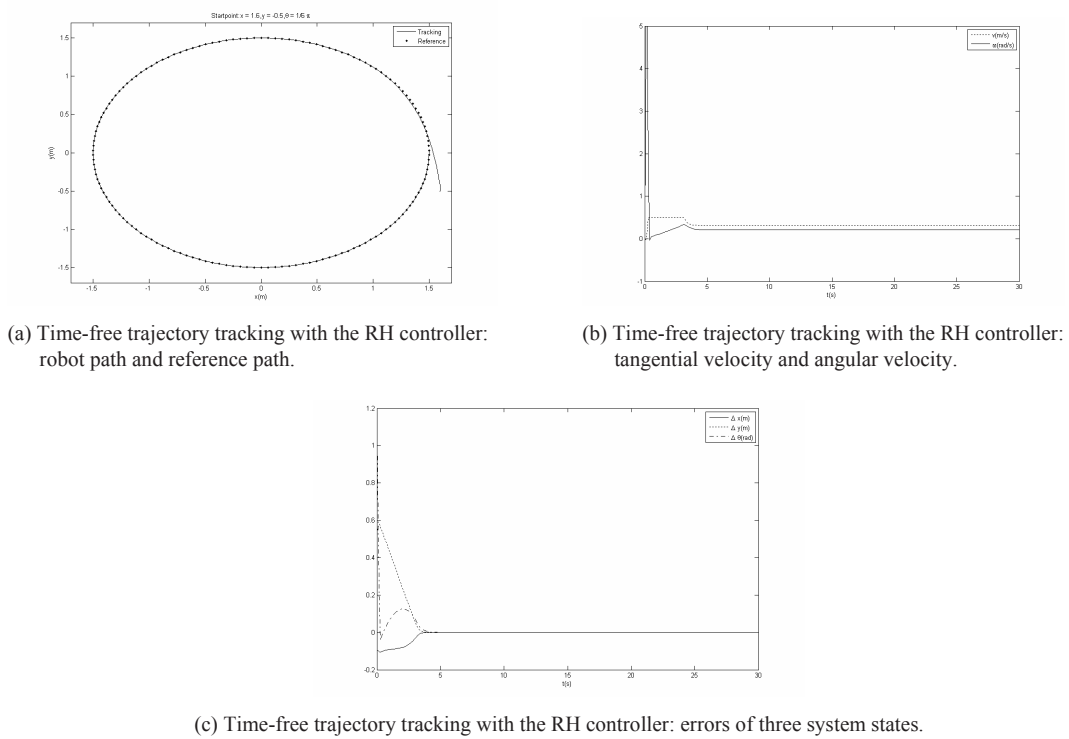 Startpoint: x = 1.6, y = -0.5, θ = 1/6 π
Tracking
Reference
1.5
1
0.5
0
-0.5
-1
-1.5
y(m)
-1.5 -1 -0.5 0 0.5 1 1.5
x(m)
v(m/s)
ω(rad/s)
5
4
3
2
1
0
-1
0 5 10 15 20 25 30
t(s)
(a) Time-free trajectory tracking with the RH controller:
robot path and reference path.
(b) Time-free trajectory tracking with the RH controller:
tangential velocity and angular velocity.
Δ x(m)
Δ y(m)
Δ θ(rad)
1.2
1
0.8
0.6
0.4
0.2
0
-0.2
0 5 10 15 20 25 30
t(s)
(c) Time-free trajectory tracking with the RH controller: errors of three system states.